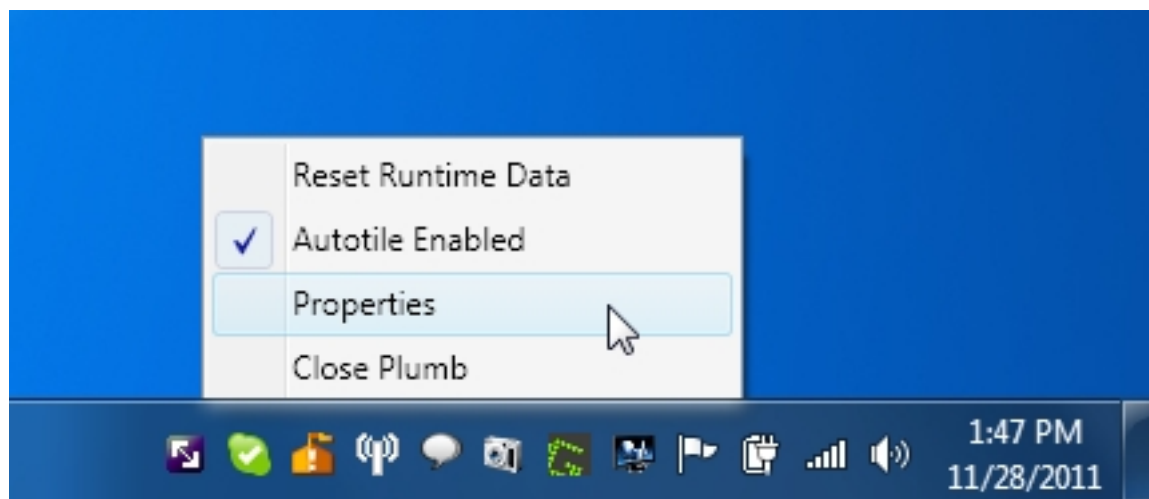 Reset Runtime Data
Autotile Enabled
Properties
Close Plumb
1:47 PM
11/28/2011